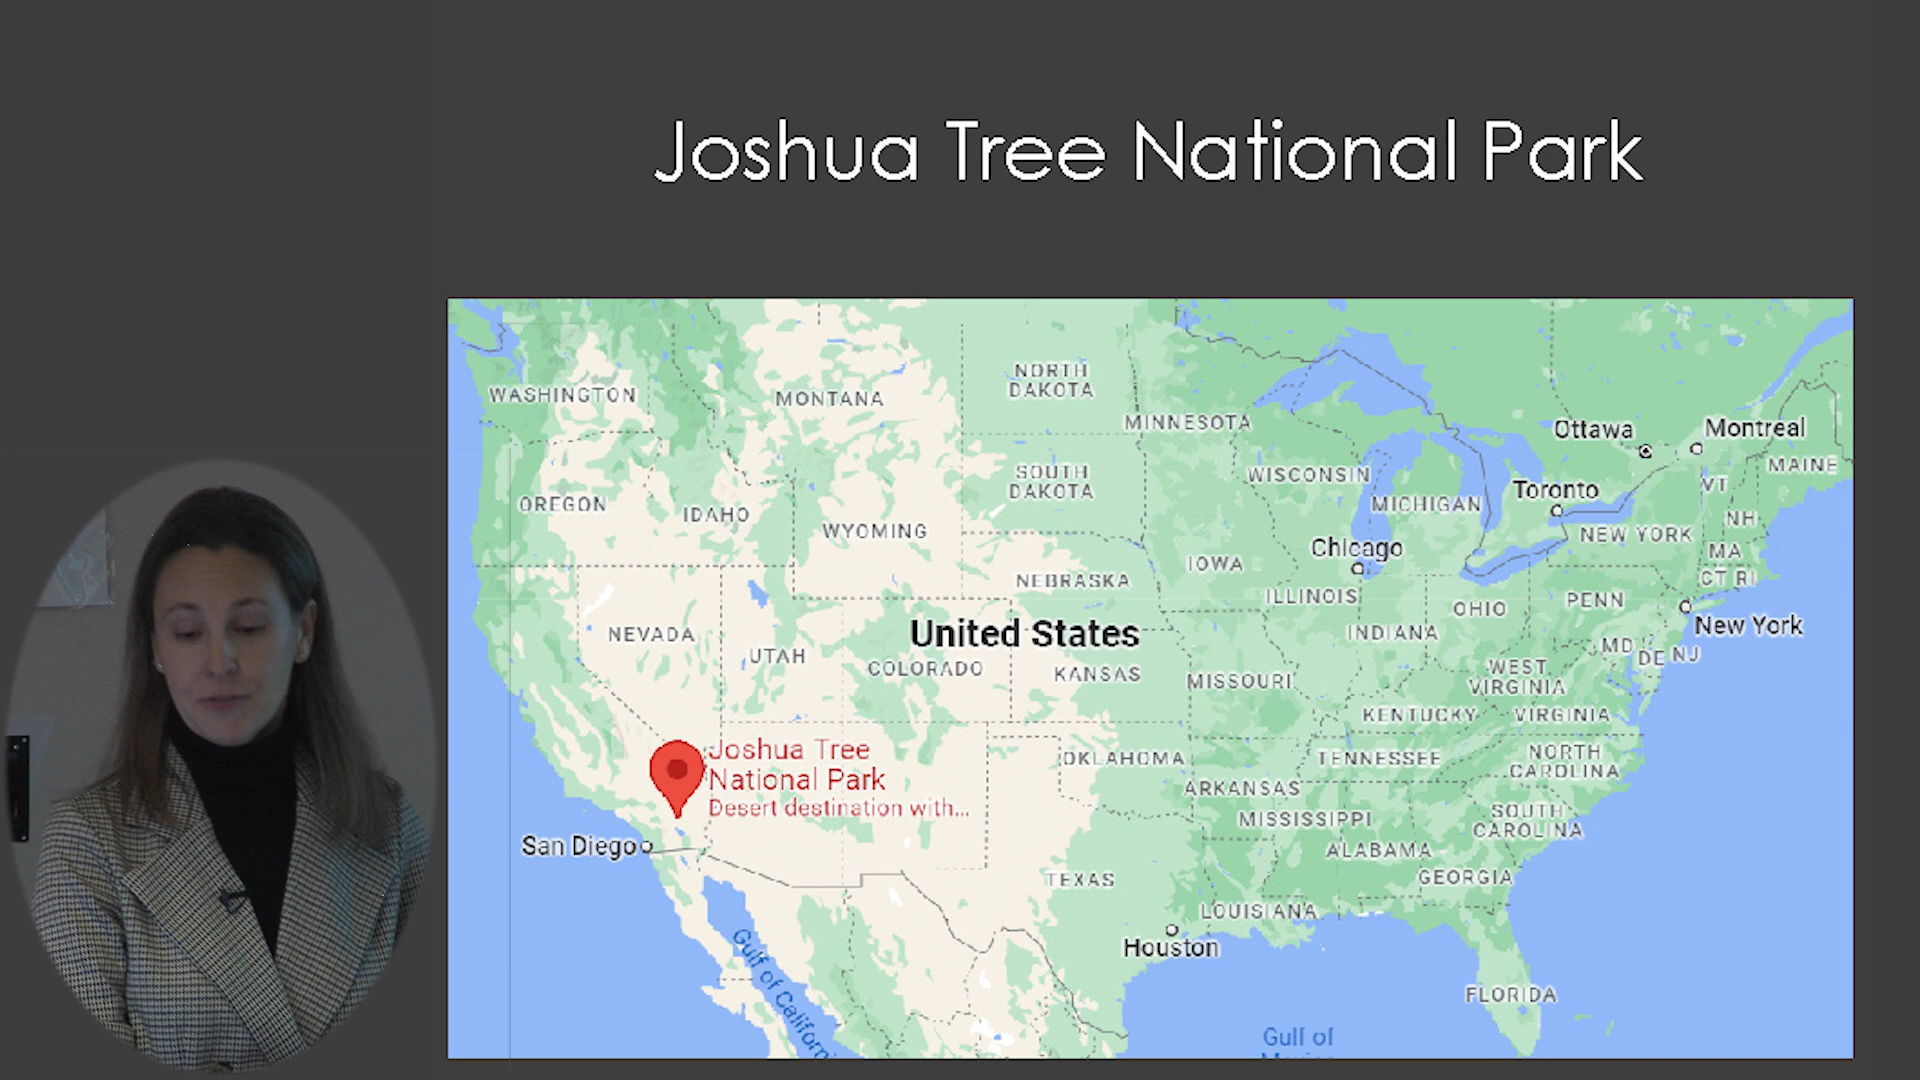 Joshua Tree National Park
WASHINGTON
MONTANA
NORTH
DAKOTA
MINNESOTA
Ottawa
Montreal
MAINE
OREGON
IDAHO
WYOMING
SOUTH
DAKOTA
WISCONSIN
MICHIGAN
Toronto
VT
NH
NEW YORK
MA
CT RI
Chicago
IOWA
NEBRASKA
ILLINOIS
OHIO
PENN
New York
NEVADA
UTAH
United States
COLORADO
KANSAS
INDIANA
MISSOURI
WEST
VIRGINIA
MD
DE
NJ
KENTUCKY
VIRGINIA
Joshua Tree
National Park
Desert destination with...
OKLAHOMA
TENNESSEE
NORTH
CAROLINA
ARKANSAS
MISSISSIPPI
SOUTH
CAROLINA
San Diego
ALABAMA
GEORGIA
TEXAS
LOUISIANA
Houston
FLORIDA
Gulf of